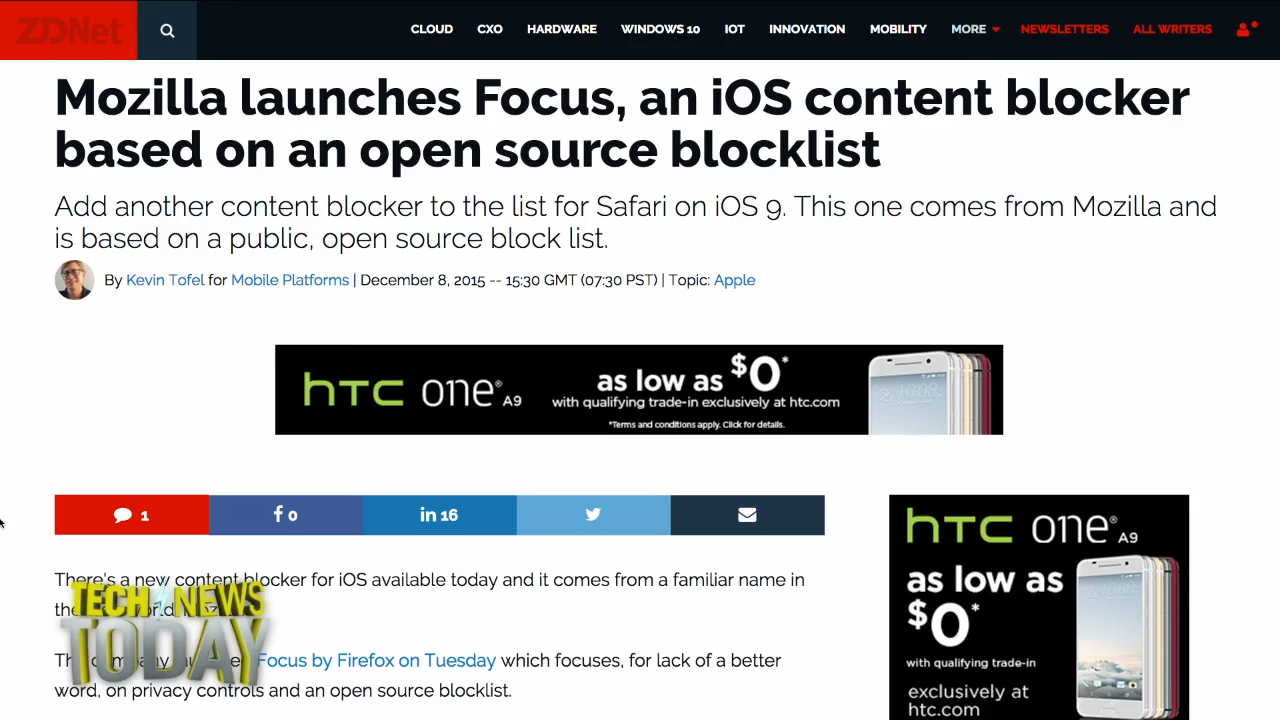 ZDNet
CLOUD CXO HARDWARE WINDOWS 10 IOT INNOVATION MOBILITY MORE NEWSLETTERS ALL WRITERS
Mozilla launches Focus, an iOS content blocker
based on an open source blocklist
Add another content blocker to the list for Safari on iOS 9. This one comes from Mozilla and
is based on a public, open source block list.
By Kevin Tofel for Mobile Platforms | December 8, 2015 -- 15:30 GMT (07:30 PST) | Topic: Apple
hTC one® A9
as low as $0*
with qualifying trade-in exclusively at htc.com
*Terms and conditions apply. Click for details.
1
f 0
in 16
There's a new content blocker for iOS available today and it comes from a familiar name in
the
Focus by Firefox on Tuesday which focuses, for lack of a better
word, on privacy controls and an open source blocklist.
TECH NEWS
TODAY
hTC one® A9
as low as
$0*
with qualifying trade-in
exclusively at
htc.com